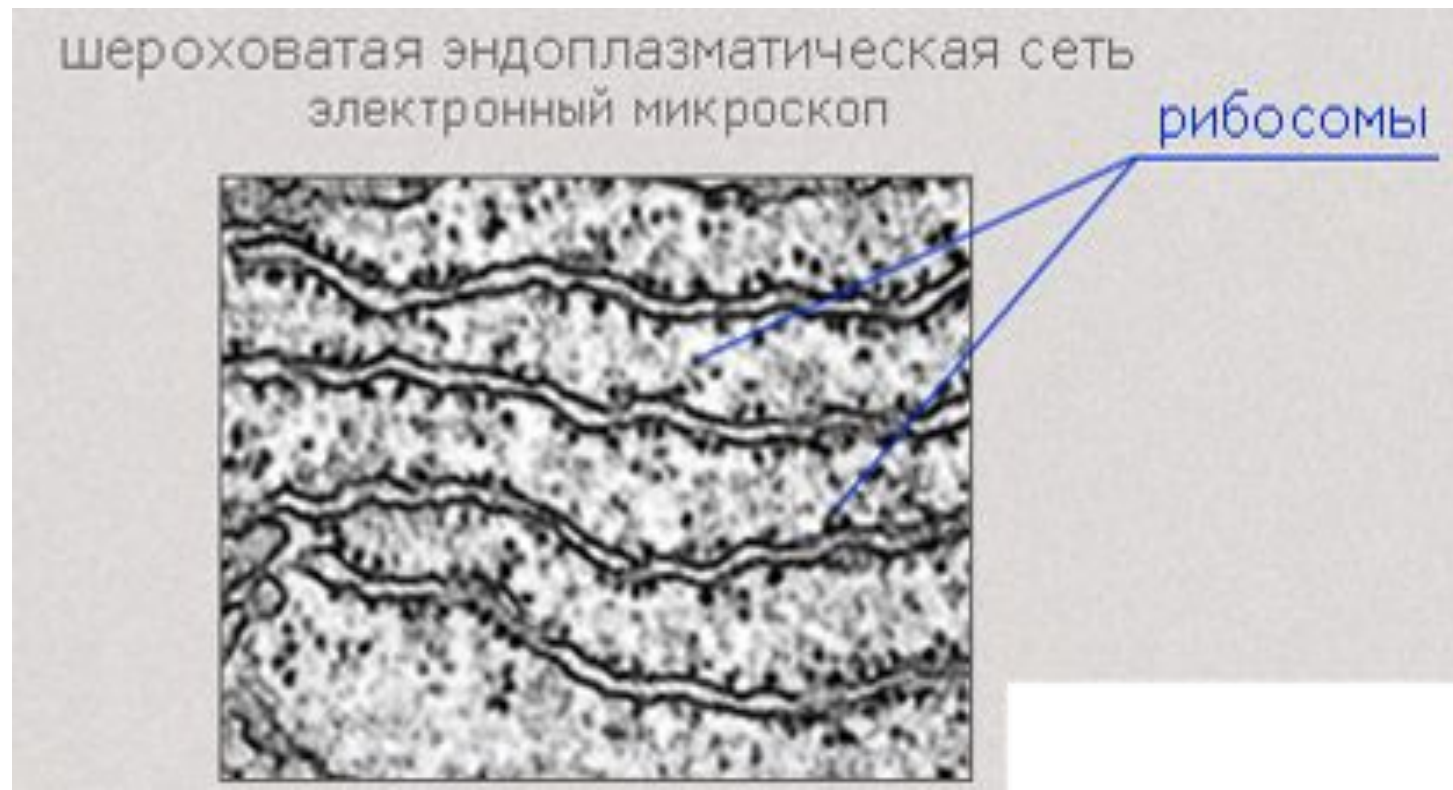 шероховатая эндоплазматическая сеть
электронный микроскоп
рибосомы